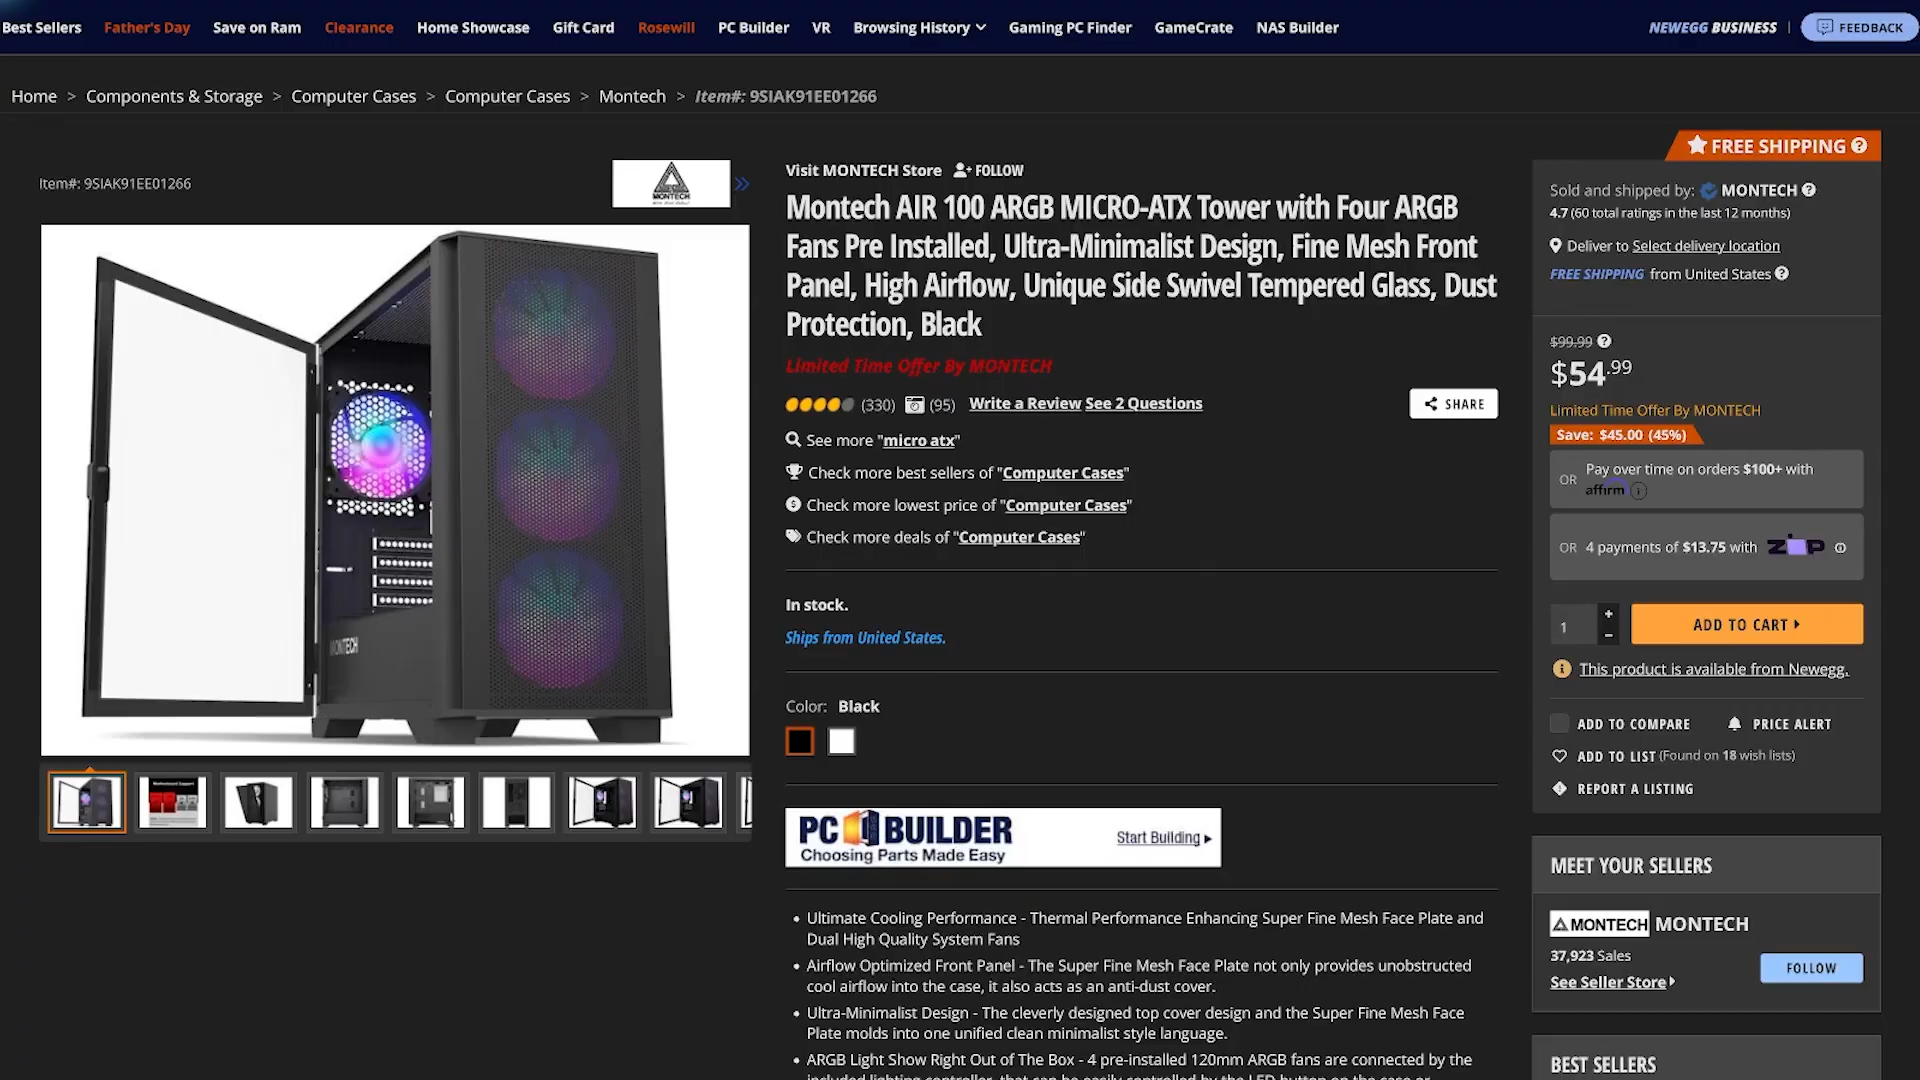 Best Sellers Father's Day Save on Ram Clearance Home Showcase Gift Card Rosewill PC Builder VR Browsing History Gaming PC Finder GameCrate NAS Builder NEWEGG BUSINESS FEEDBACK
Home > Components & Storage > Computer Cases > Computer Cases > Montech > Item#: 9SIAK91EE01266
FREE SHIPPING
Item#: 9SIAK91EE01266
MONTECH
Visit MONTECH Store FOLLOW
Montech AIR 100 ARGB MICRO-ATX Tower with Four ARGB
Fans Pre Installed, Ultra-Minimalist Design, Fine Mesh Front
Panel, High Airflow, Unique Side Swivel Tempered Glass, Dust
Protection, Black
Limited Time Offer By MONTECH
(330) (95) Write a Review See 2 Questions
SHARE
See more "micro atx"
Check more best sellers of "Computer Cases"
Check more lowest price of "Computer Cases"
Check more deals of "Computer Cases"
In stock.
Ships from United States.
Color: Black
PC BUILDER
Choosing Parts Made Easy
Start Building
Ultimate Cooling Performance - Thermal Performance Enhancing Super Fine Mesh Face Plate and
Dual High Quality System Fans
Airflow Optimized Front Panel - The Super Fine Mesh Face Plate not only provides unobstructed
cool airflow into the case, it also acts as an anti-dust cover.
Ultra-Minimalist Design - The cleverly designed top cover design and the Super Fine Mesh Face
Plate molds into one unified clean minimalist style language.
ARGB Light Show Right Out of The Box - 4 pre-installed 120mm ARGB fans are connected by the
included lighting controller, that can be easily controlled by the LED button on the case or
MONTECH
Sold and shipped by: MONTECH
4.7 (60 total ratings in the last 12 months)
Deliver to Select delivery location
FREE SHIPPING from United States
$99.99
$54.99
Limited Time Offer By MONTECH
Save: $45.00 (45%)
OR Pay over time on orders $100+ with
affirm
OR 4 payments of $13.75 with zip
1 + - ADD TO CART
This product is available from Newegg.
ADD TO COMPARE PRICE ALERT
ADD TO LIST (Found on 18 wish lists)
REPORT A LISTING
MEET YOUR SELLERS
MONTECH MONTECH
37,923 Sales
See Seller Store
FOLLOW
BEST SELLERS